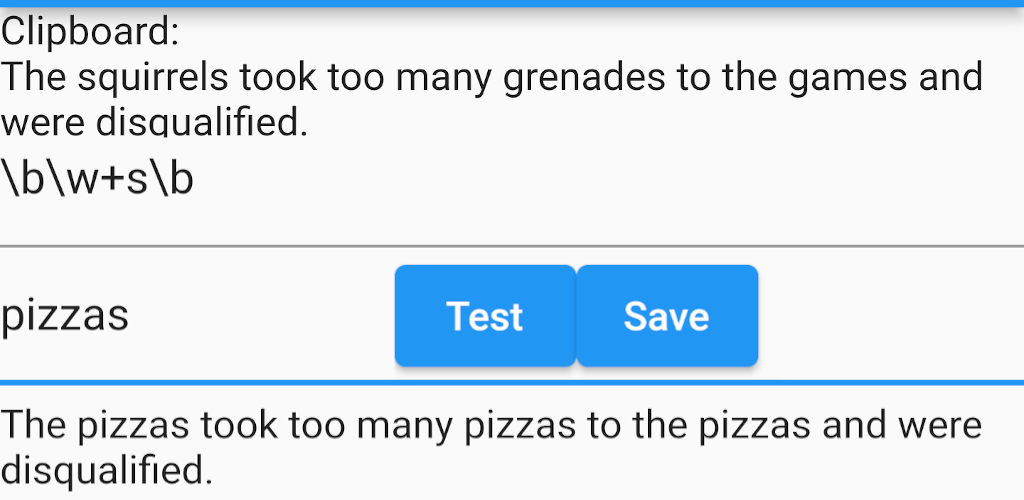 Clipboard:
The squirrels took too many grenades to the games and
were disqualified.
\b\w+s\b
pizzas
Test
Save
The pizzas took too many pizzas to the pizzas and were
disqualified.